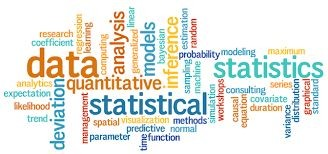 research
coefficient
regression
learning
data
computing
analysis
generalized
linear
models
bayesian
inference
sampling
estimation
random
probability
modeling
maximum
statistics
machine
analytics
expectation
likelihood
trend
deviation
quantitative
statistical
management
spatial
visualization
methods
parameter
predictive
normal
time
function
simulation
workshops
consulting
causal
equation
covariate
duration
series
variance
distribution
graphical
standard